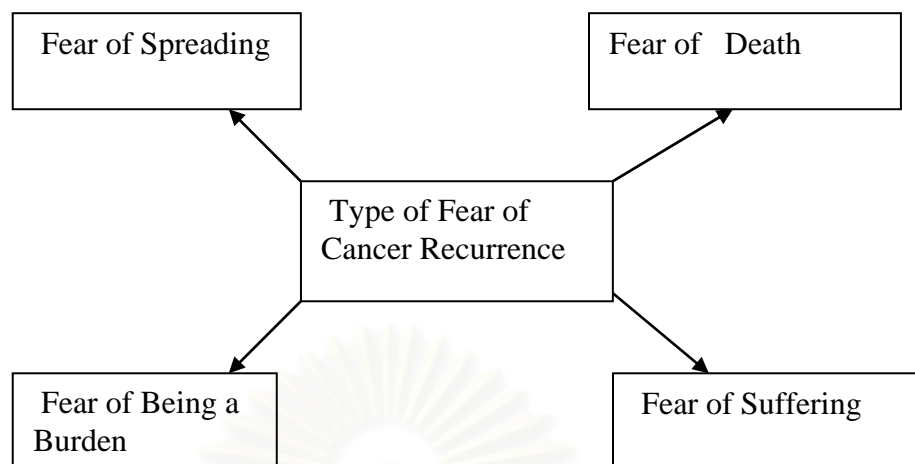 Fear of Spreading
Fear of Death
Type of Fear of
Cancer Recurrence
Fear of Being a
Burden
Fear of Suffering